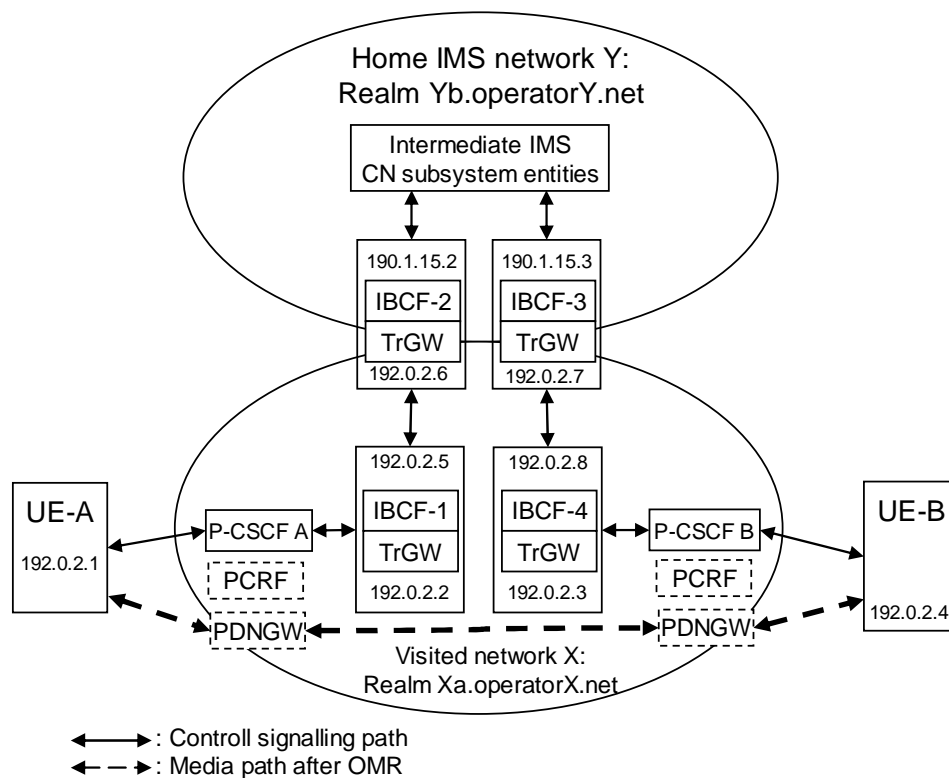 Home IMS network Y:
Realm Yb.operatorY.net
Intermediate IMS
CN subsystem entities
190.1.15.2
190.1.15.3
IBCF-2
IBCF-3
TrGW
TrGW
192.0.2.6
192.0.2.7
192.0.2.5
192.0.2.8
UE-A
192.0.2.1
P-CSCF A
IBCF-1
IBCF-4
P-CSCF B
UE-B
TrGW
TrGW
PCRF
PCRF
192.0.2.2
192.0.2.3
192.0.2.4
PDNGW
PDNGW
Visited network X:
Realm Xa.operatorX.net
: Controll signalling path
: Media path after OMR